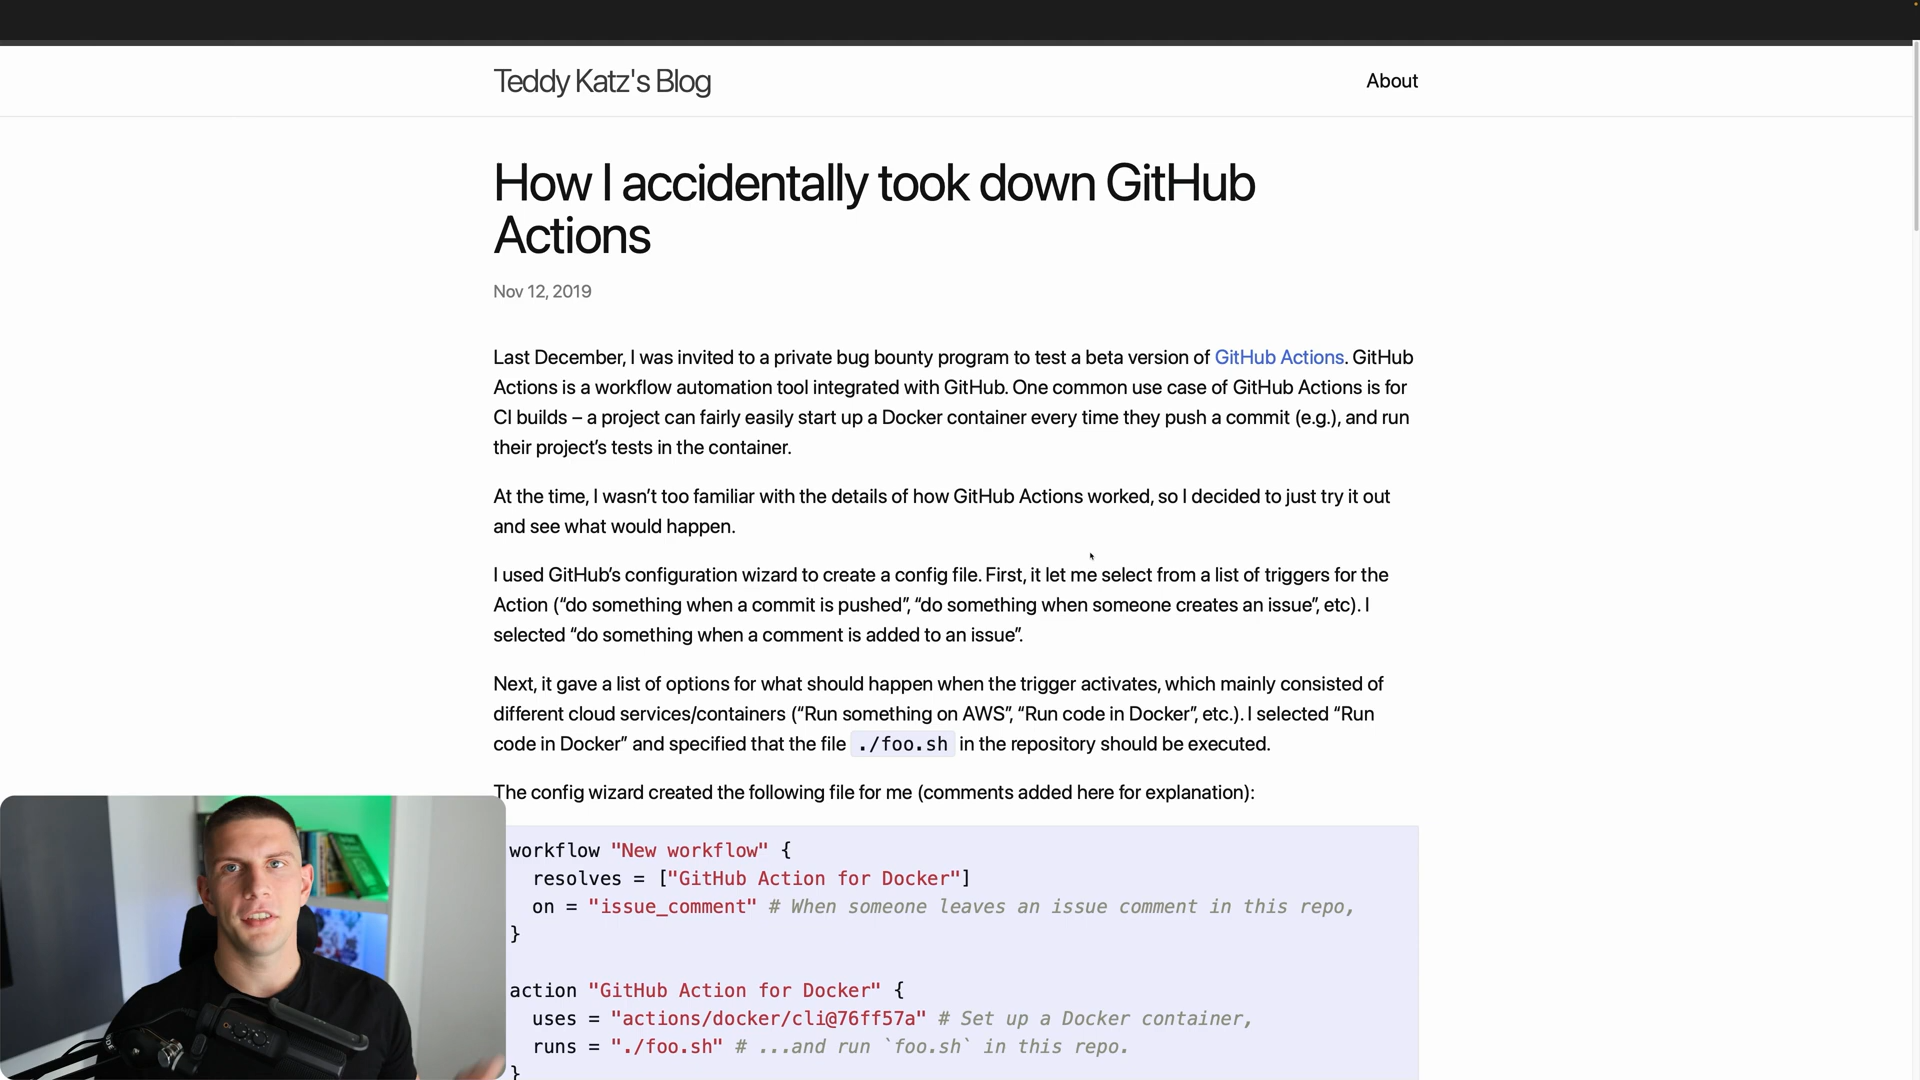 Teddy Katz's Blog
About
How I accidentally took down GitHub
Actions
Nov 12, 2019
Last December, I was invited to a private bug bounty program to test a beta version of GitHub Actions. GitHub
Actions is a workflow automation tool integrated with GitHub. One common use case of GitHub Actions is for
CI builds – a project can fairly easily start up a Docker container every time they push a commit (e.g.), and run
their project’s tests in the container.
At the time, I wasn’t too familiar with the details of how GitHub Actions worked, so I decided to just try it out
and see what would happen.
I used GitHub’s configuration wizard to create a config file. First, it let me select from a list of triggers for the
Action (“do something when a commit is pushed”, “do something when someone creates an issue”, etc). I
selected “do something when a comment is added to an issue”.
Next, it gave a list of options for what should happen when the trigger activates, which mainly consisted of
different cloud services/containers (“Run something on AWS”, “Run code in Docker”, etc.). I selected “Run
code in Docker” and specified that the file ./foo.sh in the repository should be executed.
The config wizard created the following file for me (comments added here for explanation):
workflow "New workflow" {
resolves = ["GitHub Action for Docker"]
on = "issue_comment" # When someone leaves an issue comment in this repo,
}
action "GitHub Action for Docker" {
uses = "actions/docker/cli@76ff57a" # Set up a Docker container,
runs = "./foo.sh" # ...and run `foo.sh` in this repo.
}